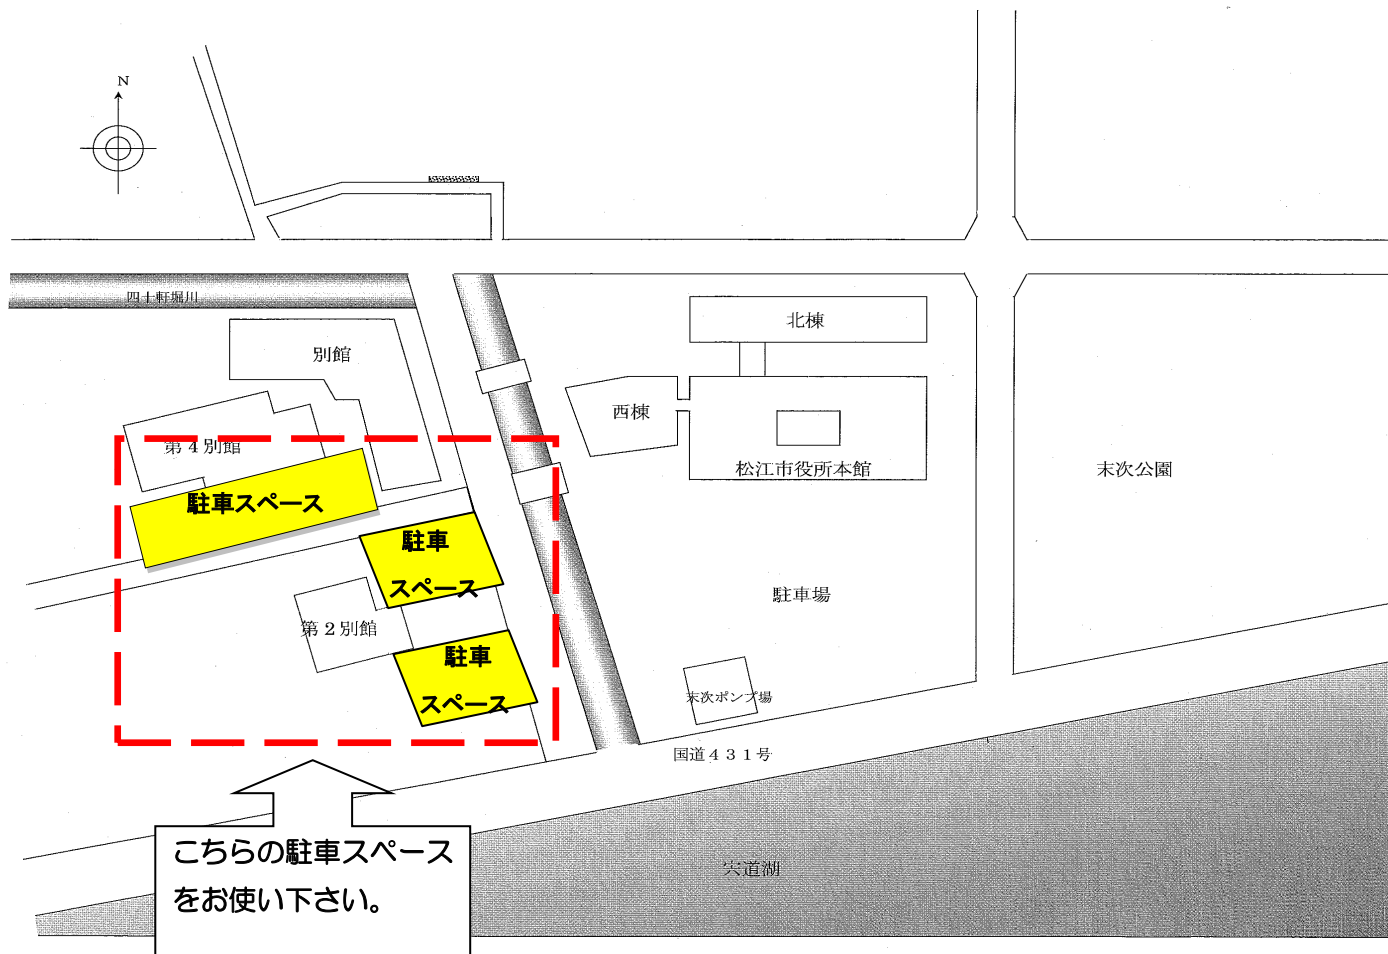 N
四十軒堀川
北棟
別館
西棟
第４別館
松江市役所本館
末次公園
駐車スペース
駐車
スペース
駐車場
第２別館
駐車
スペース
末次ポンプ場
国道４３１号
こちらの駐車スペース
をお使い下さい。
宍道湖